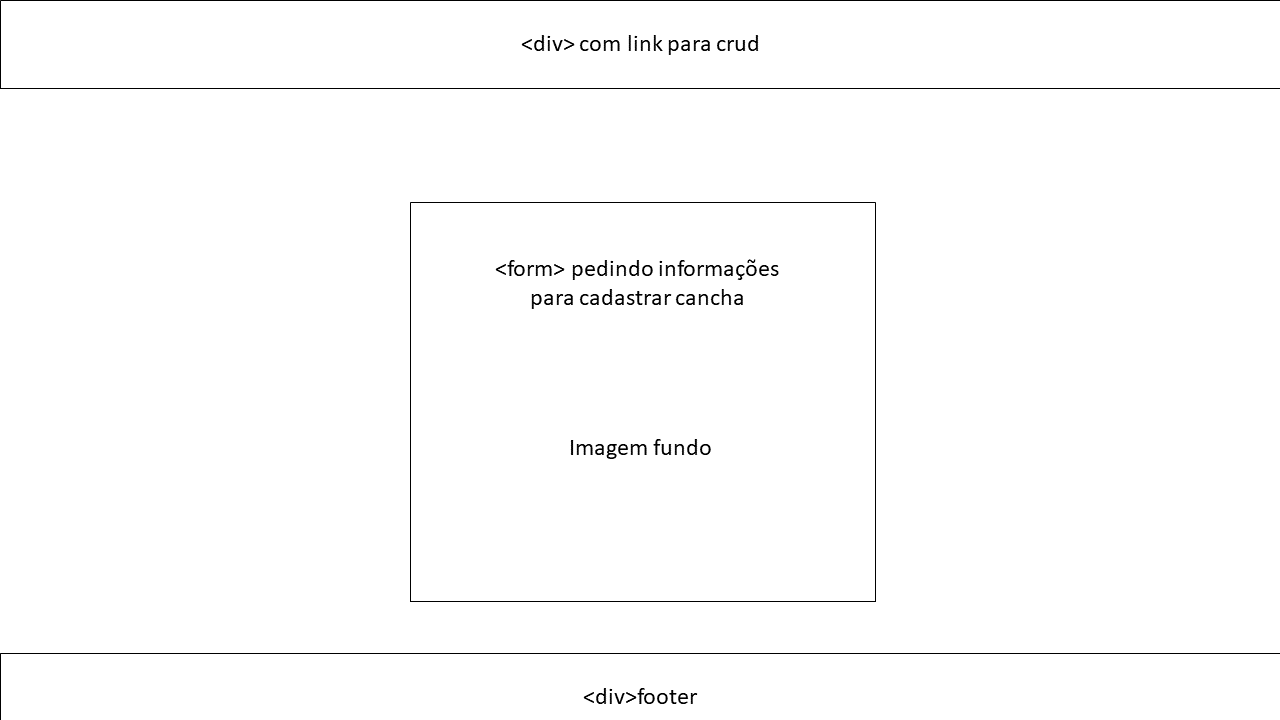 <div> com link para crud
<form> pedindo informações
para cadastrar cancha
Imagem fundo
<div>footer